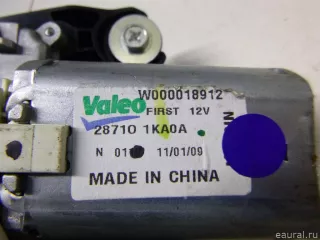 W000018912
Valeo FIRST 12V
28710 1KA0A
N 01 11/01/09
MADE IN CHINA
eaural.ru